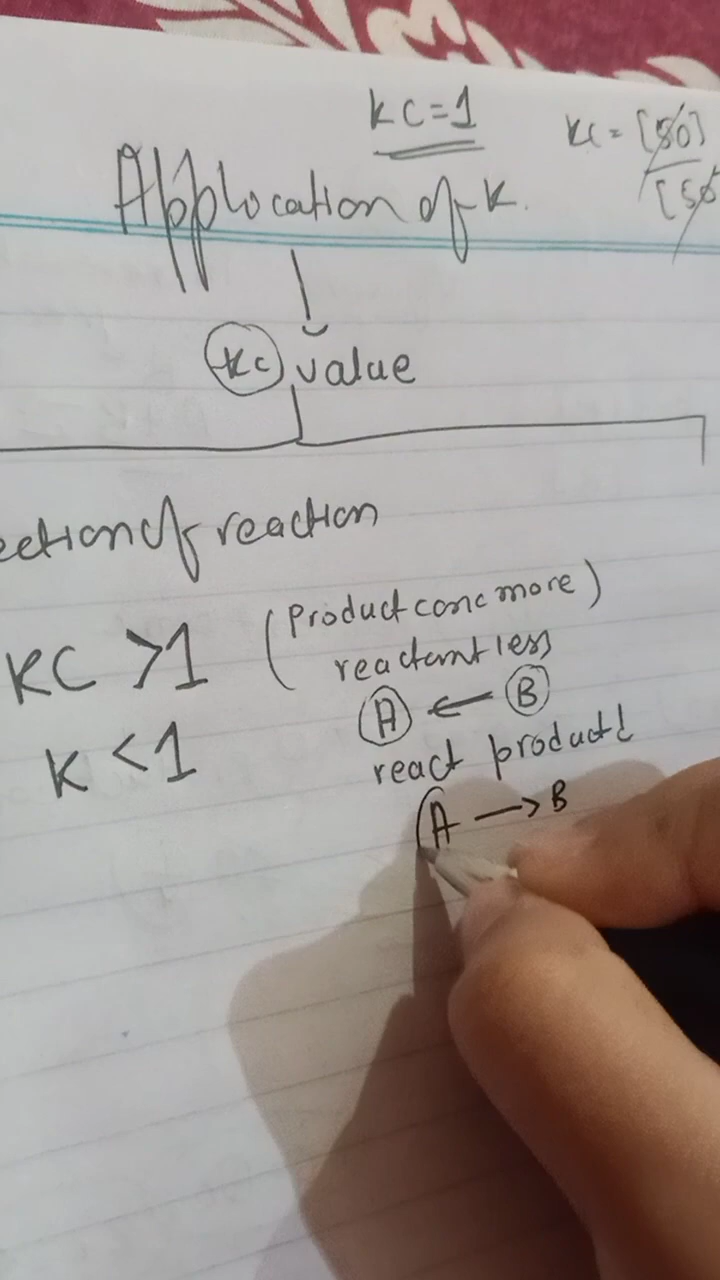 KC=1
KC = [50]
[50
Applocation of K.
KC value
ection of reaction
KC >1 (Product conc more)
reactant less
A ← B
K <1
react product
A → B